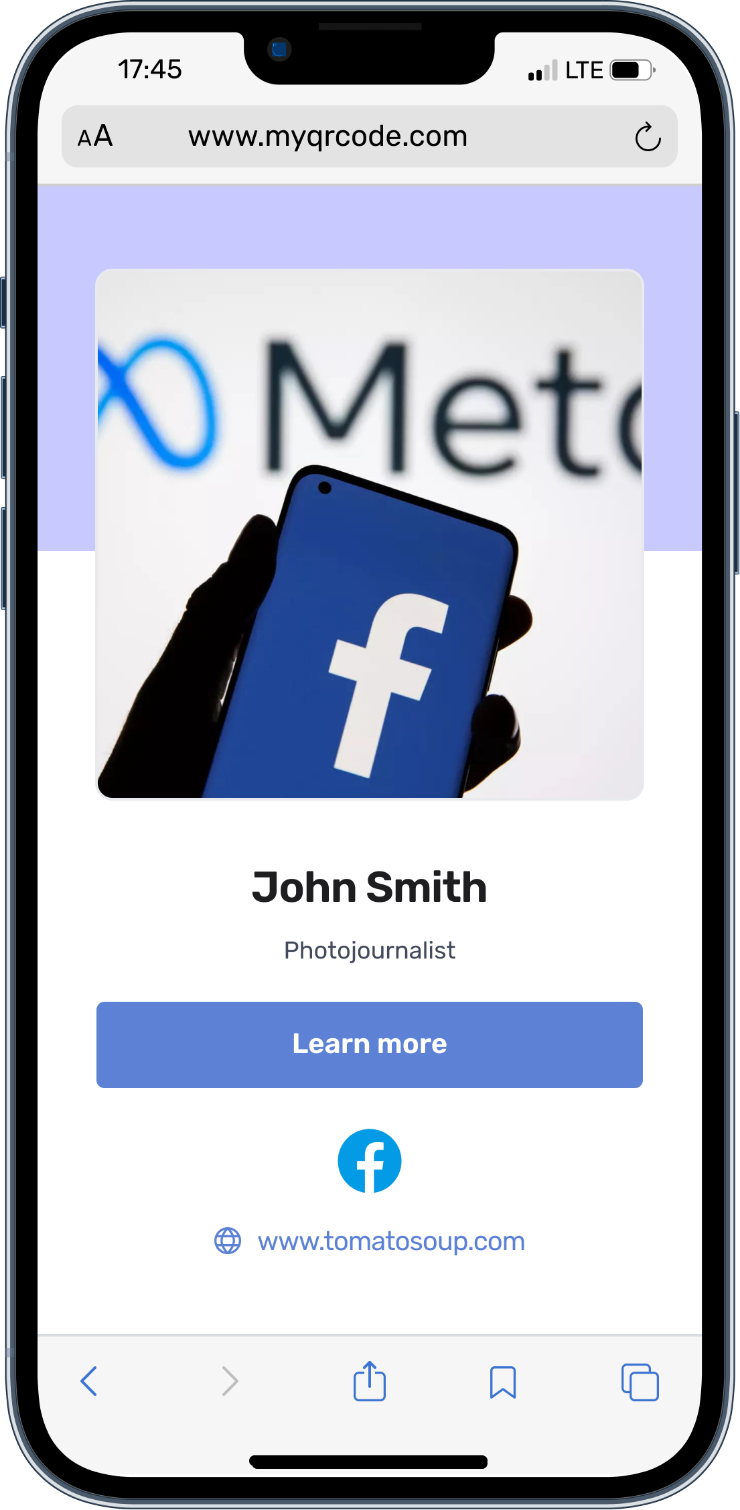 17:45
LTE
AA
www.myqrcode.com
Meta
f
John Smith
Photojournalist
Learn more
f
www.tomatosoup.com